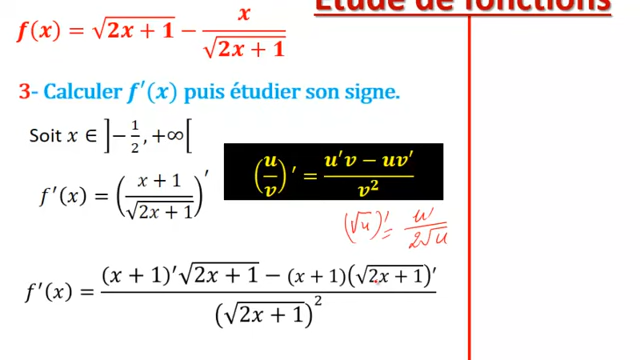 Etude de fonctions
f(x) = √(2x + 1) − x/√(2x + 1)
3- Calculer f′(x) puis étudier son signe.
Soit x ∈ ]−1/2, +∞[
(u/v)′ = (u′v − uv′)/v²
f′(x) = ((x + 1)/√(2x + 1))′
(√u)′ = u′/(2√u)
f′(x) = ((x + 1)′√(2x + 1) − (x + 1)(√(2x + 1))′)/(√(2x + 1))²